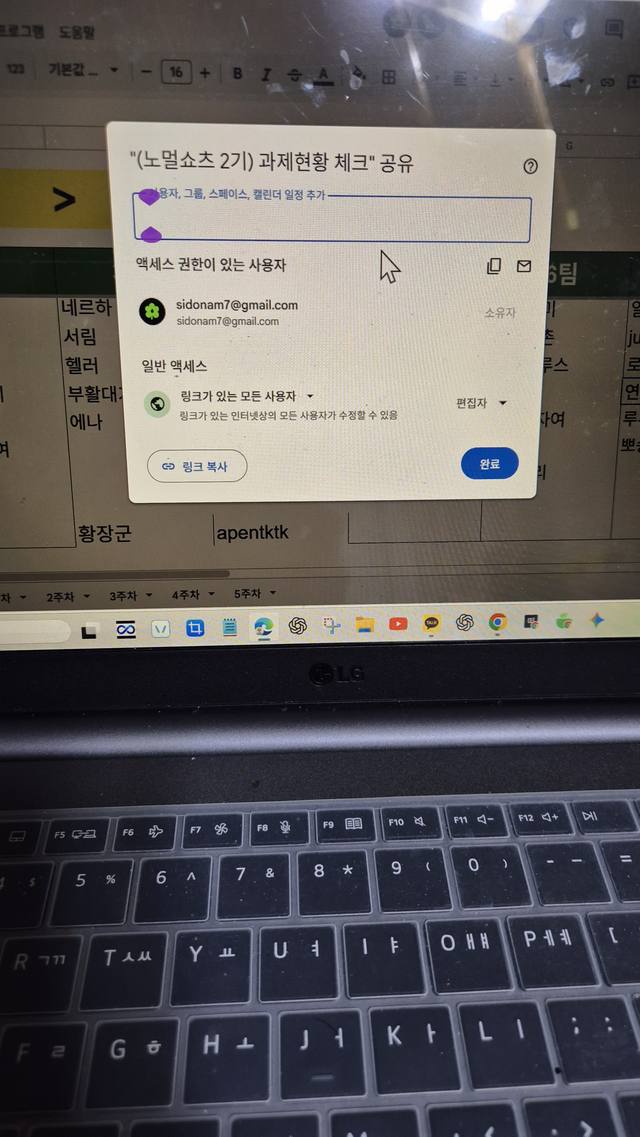 프로그램 도움말
123 기본값 ... - 16 + B I S A
G
>
"(노멀쇼츠 2기) 과제현황 체크" 공유
사용자, 그룹, 스페이스, 캘린더 일정 추가
액세스 권한이 있는 사용자
6팀
sidonam7@gmail.com
sidonam7@gmail.com
소유자
일반 액세스
링크가 있는 모든 사용자
링크가 있는 인터넷상의 모든 사용자가 수정할 수 있음
편집자
링크 복사
완료
네르하
서림
헬러
부활대
에나
황장군
apentktk
2주차 3주차 4주차 5주차
TALK
LG
F5 F6 F7 F8 F9 F10 F11 F12
$ 5 % 6 ^ 7 & 8 * 9 ( 0 ) - =
R ㄱㄲ T ㅅㅆ Y ㅛ U ㅕ I ㅑ O ㅐㅒ P ㅔㅖ [
F ㄹ G ㅎ H ㅗ J ㅓ K ㅏ L ㅣ ; :